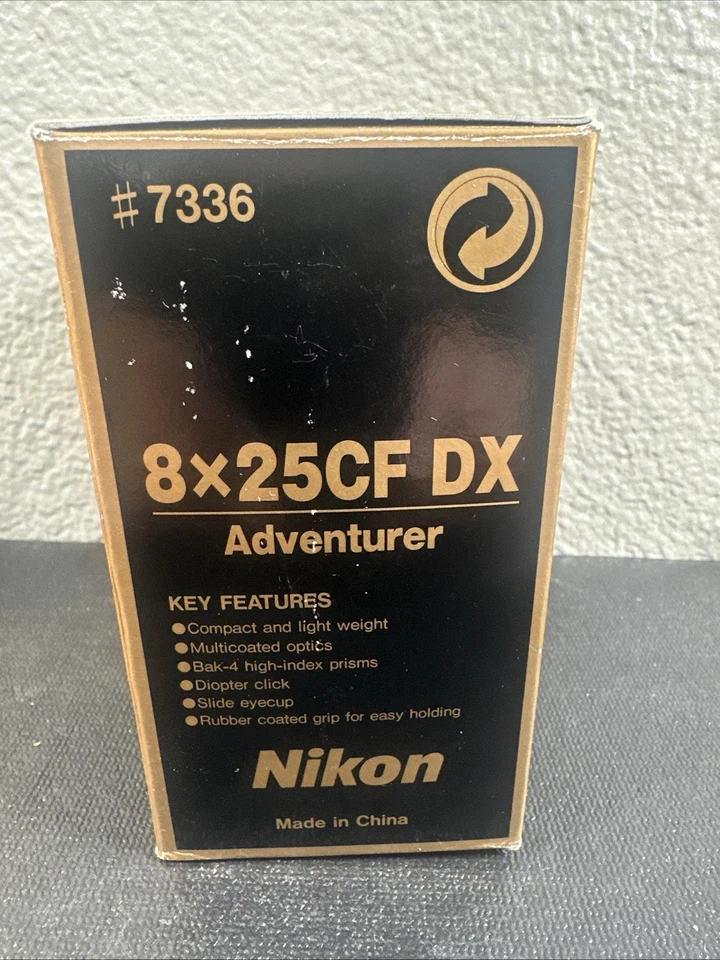 #7336
8×25CF DX
Adventurer
KEY FEATURES
●Compact and light weight
●Multicoated optics
●Bak-4 high-index prisms
●Diopter click
●Slide eyecup
●Rubber coated grip for easy holding
Nikon
Made in China